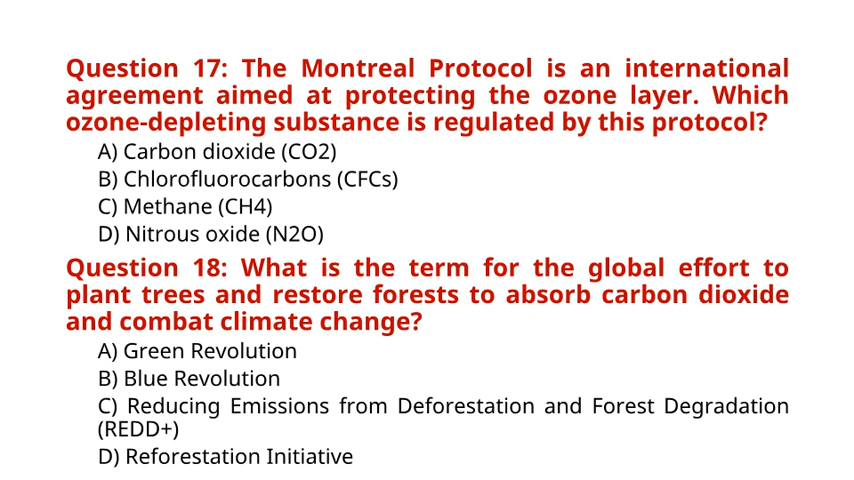 Question 17: The Montreal Protocol is an international
agreement aimed at protecting the ozone layer. Which
ozone-depleting substance is regulated by this protocol?
A) Carbon dioxide (CO2)
B) Chlorofluorocarbons (CFCs)
C) Methane (CH4)
D) Nitrous oxide (N2O)
Question 18: What is the term for the global effort to
plant trees and restore forests to absorb carbon dioxide
and combat climate change?
A) Green Revolution
B) Blue Revolution
C) Reducing Emissions from Deforestation and Forest Degradation
(REDD+)
D) Reforestation Initiative